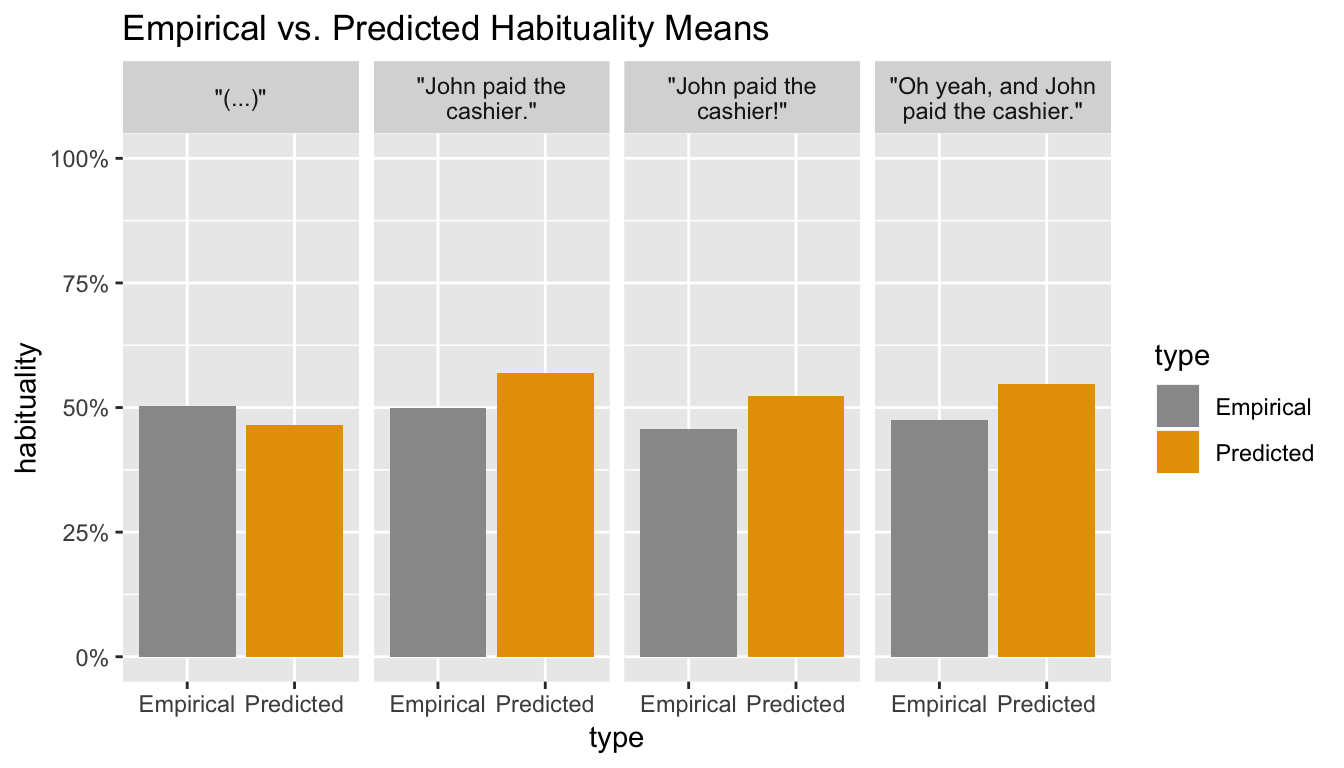 Empirical vs. Predicted Habituality Means
"(...)"
"John paid the
cashier."
"John paid the
cashier!"
"Oh yeah, and John
paid the cashier."
100%
75%
50%
25%
0%
habituality
Empirical Predicted
Empirical Predicted
Empirical Predicted
Empirical Predicted
type
type
Empirical
Predicted